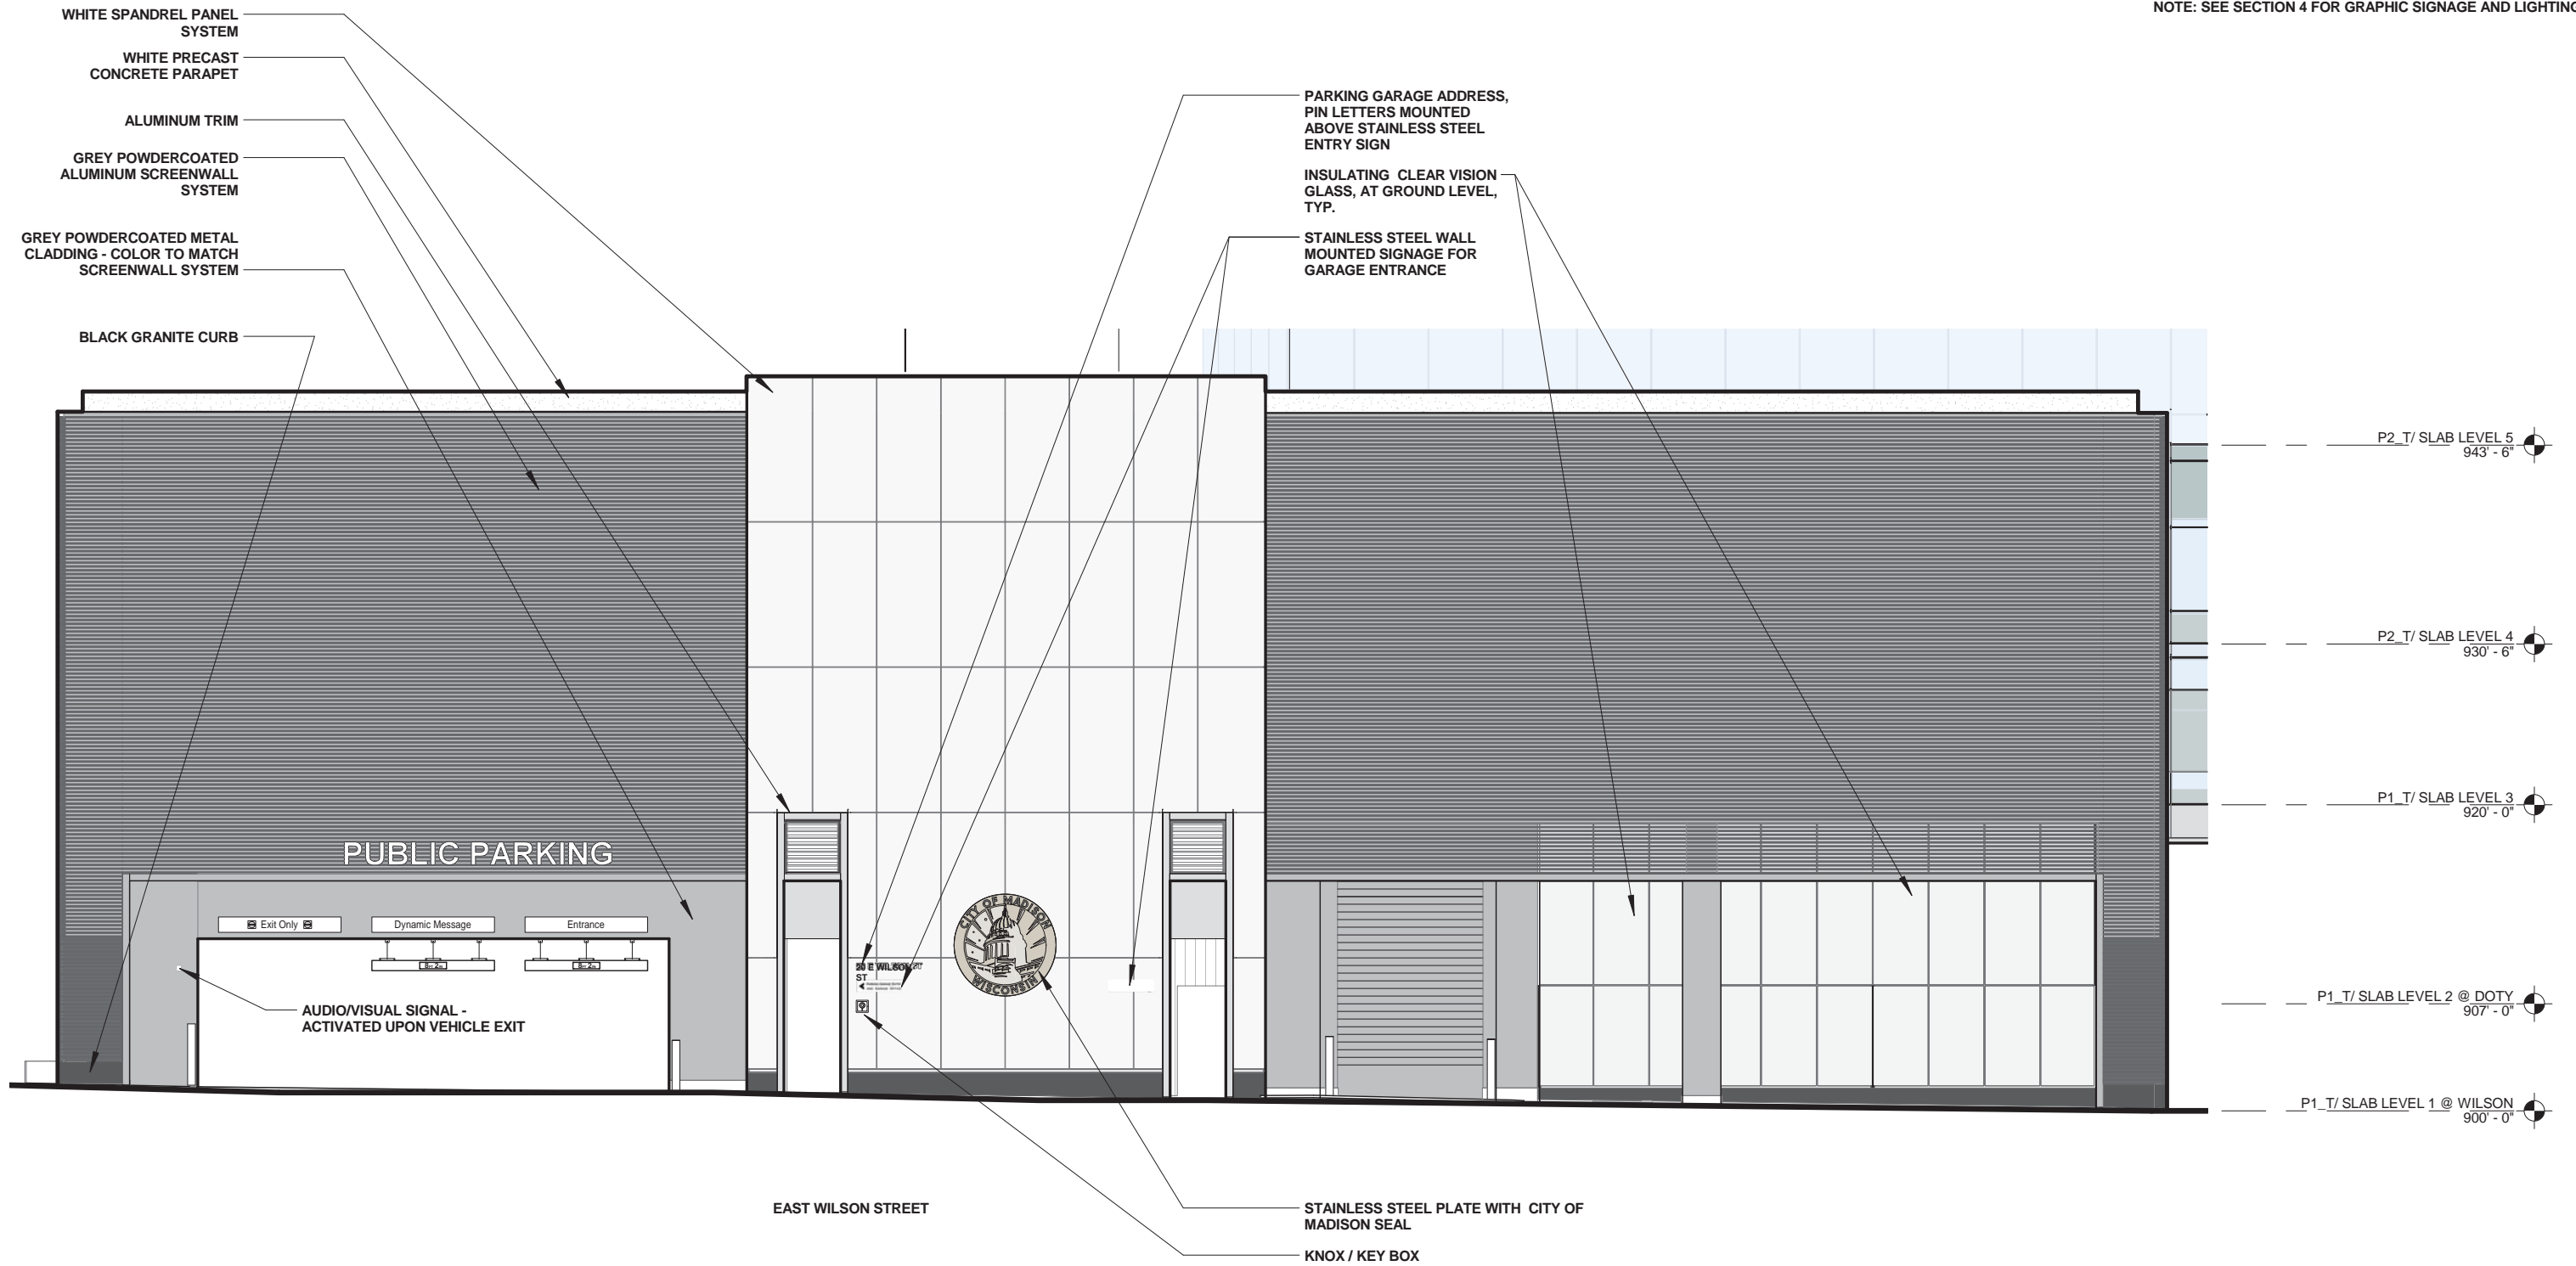 NOTE: SEE SECTION 4 FOR GRAPHIC SIGNAGE AND LIGHTING
WHITE SPANDREL PANEL
SYSTEM
WHITE PRECAST
CONCRETE PARAPET
ALUMINUM TRIM
GREY POWDERCOATED
ALUMINUM SCREENWALL
SYSTEM
GREY POWDERCOATED METAL
CLADDING - COLOR TO MATCH
SCREENWALL SYSTEM
BLACK GRANITE CURB
PARKING GARAGE ADDRESS,
PIN LETTERS MOUNTED
ABOVE STAINLESS STEEL
ENTRY SIGN
INSULATING CLEAR VISION
GLASS, AT GROUND LEVEL,
TYP.
STAINLESS STEEL WALL
MOUNTED SIGNAGE FOR
GARAGE ENTRANCE
P2_T/ SLAB LEVEL 5
943' - 6"
P2_T/ SLAB LEVEL 4
930' - 6"
P1_T/ SLAB LEVEL 3
920' - 0"
P1_T/ SLAB LEVEL 2 @ DOTY
907' - 0"
P1_T/ SLAB LEVEL 1 @ WILSON
900' - 0"
PUBLIC PARKING
Exit Only
Dynamic Message
Entrance
8FT 2IN
8FT 2IN
CITY OF MADISON
WISCONSIN
E WILSON
ST
AUDIO/VISUAL SIGNAL -
ACTIVATED UPON VEHICLE EXIT
EAST WILSON STREET
STAINLESS STEEL PLATE WITH CITY OF
MADISON SEAL
KNOX / KEY BOX